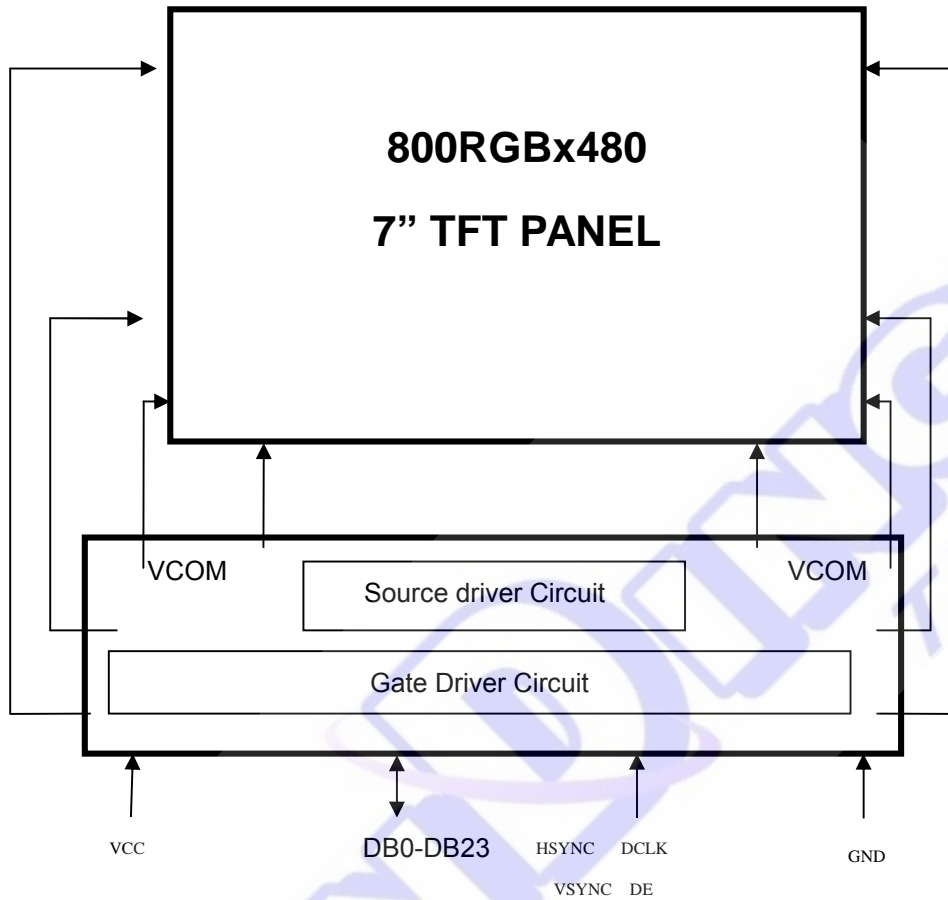 800RGBx480
7” TFT PANEL
VCOM
VCOM
Source driver Circuit
Gate Driver Circuit
VCC
DB0-DB23
HSYNC DCLK
GND
VSYNC DE